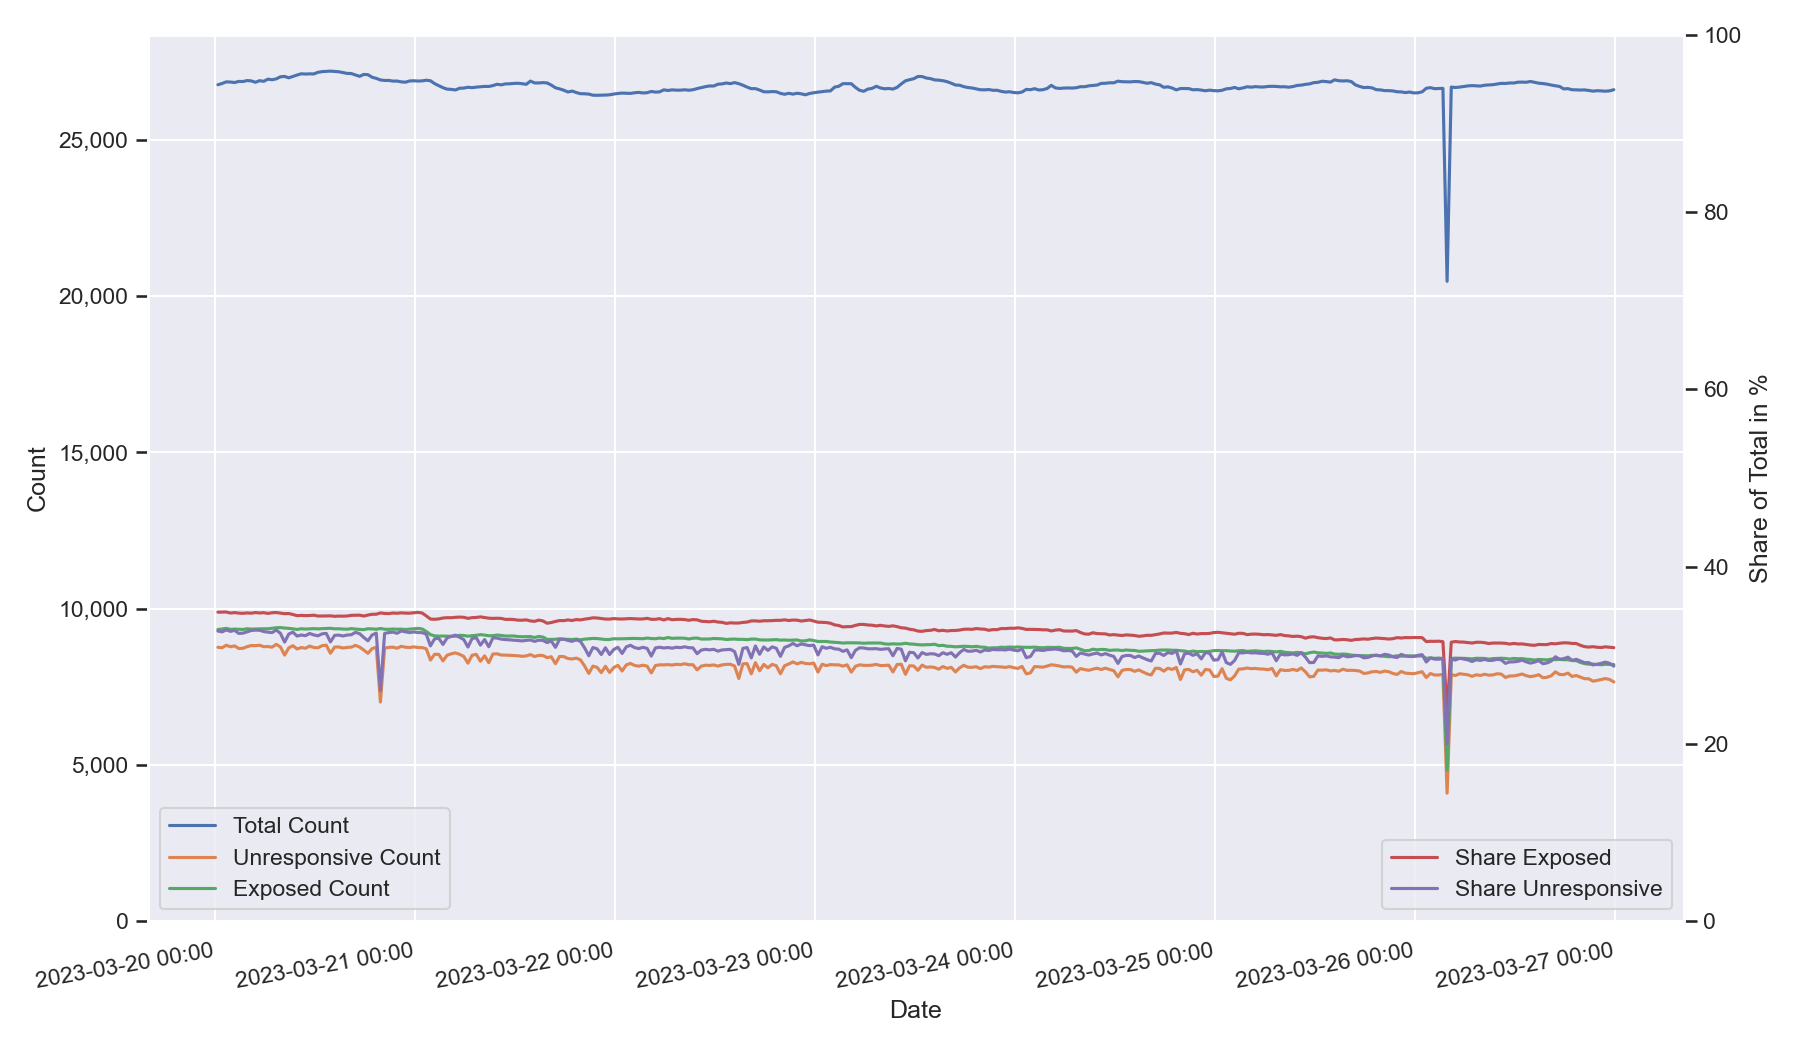 100
25,000
80
20,000
60
15,000
Count
Share of Total in %
40
10,000
20
5,000
Total Count
Unresponsive Count
Exposed Count
Share Exposed
Share Unresponsive
0
0
2023-03-20 00:00
2023-03-21 00:00
2023-03-22 00:00
2023-03-23 00:00
2023-03-24 00:00
2023-03-25 00:00
2023-03-26 00:00
2023-03-27 00:00
Date